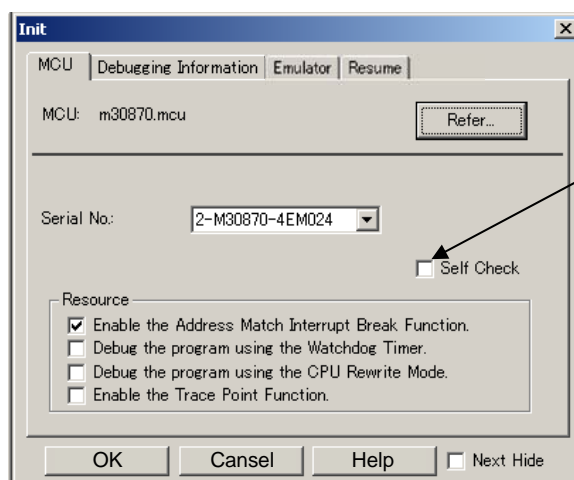 Init
MCU Debugging Information Emulator Resume
MCU: m30870.mcu Refer...
Serial No.: 2-M30870-4EM024
Self Check
Resource
Enable the Address Match Interrupt Break Function.
Debug the program using the Watchdog Timer.
Debug the program using the CPU Rewrite Mode.
Enable the Trace Point Function.
OK Cansel Help Next Hide